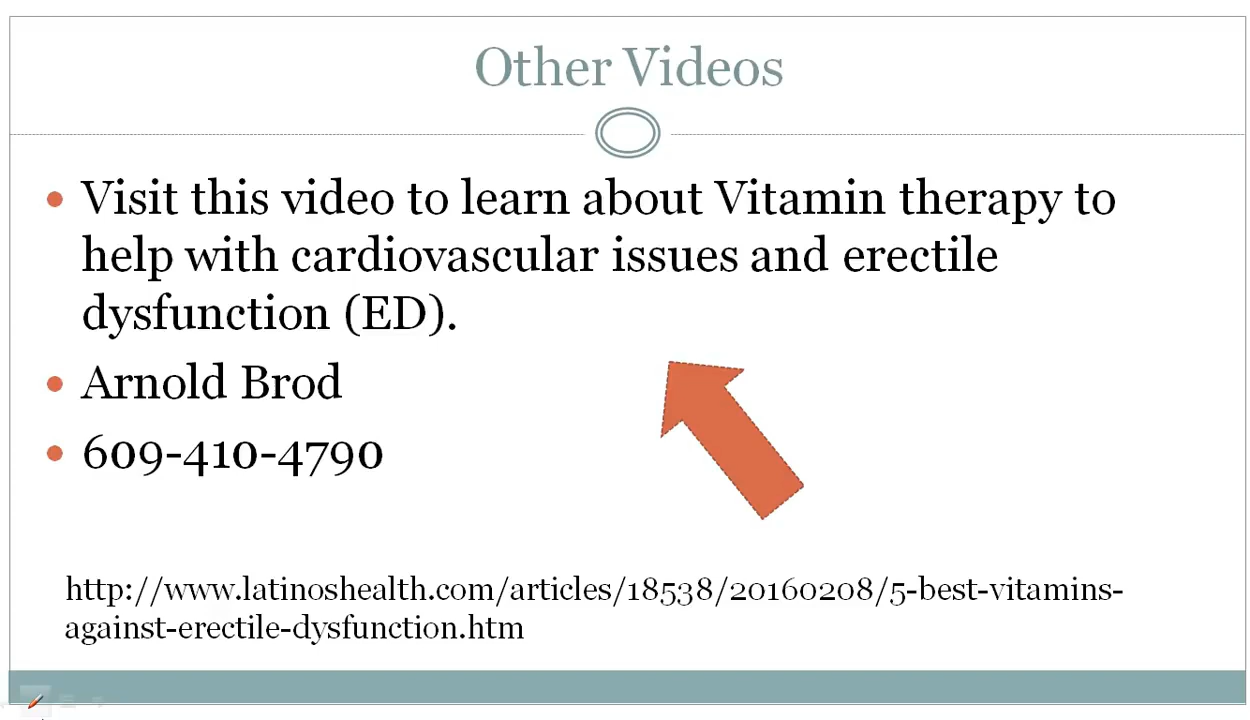 Other Videos
Visit this video to learn about Vitamin therapy to
help with cardiovascular issues and erectile
dysfunction (ED).
Arnold Brod
609-410-4790
http://www.latinoshealth.com/articles/18538/20160208/5-best-vitamins-
against-erectile-dysfunction.htm